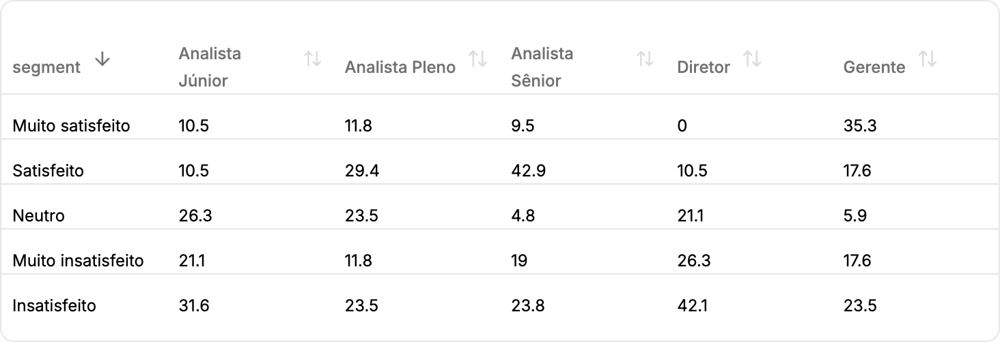 segment Analista Júnior Analista Pleno Analista Sênior Diretor Gerente
Muito satisfeito 10.5 11.8 9.5 0 35.3
Satisfeito 10.5 29.4 42.9 10.5 17.6
Neutro 26.3 23.5 4.8 21.1 5.9
Muito insatisfeito 21.1 11.8 19 26.3 17.6
Insatisfeito 31.6 23.5 23.8 42.1 23.5